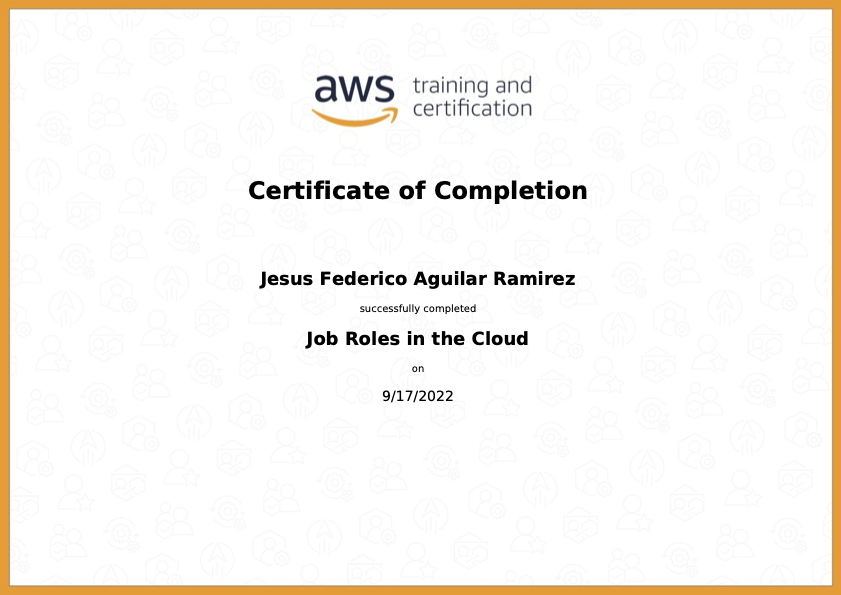 aws training and
certification
Certificate of Completion
Jesus Federico Aguilar Ramirez
successfully completed
Job Roles in the Cloud
on
9/17/2022